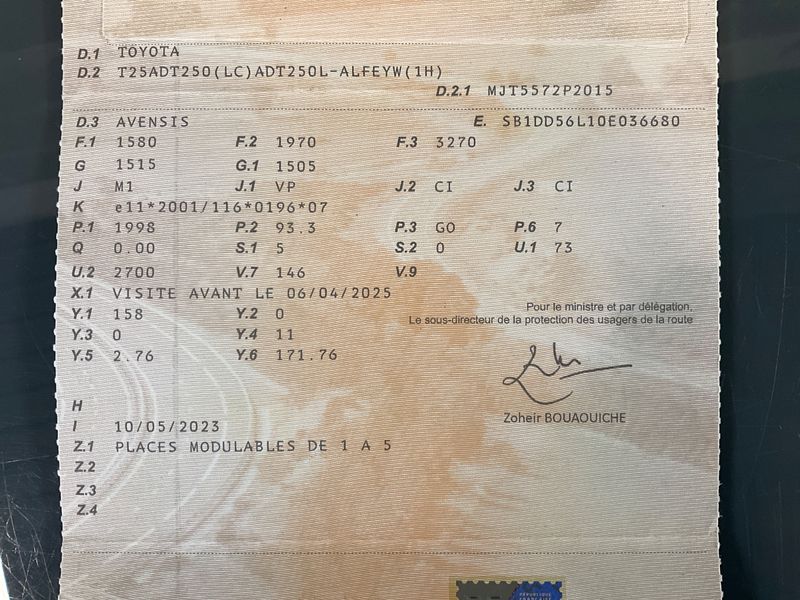 D.1 TOYOTA
D.2 T25ADT250(LC)ADT250L-ALFEYW(1H)
D.2.1 MJT5572P2015
D.3 AVENSIS E. SB1DD56L10E036680
F.1 1580 F.2 1970 F.3 3270
G 1515 G.1 1505
J M1 J.1 VP J.2 CI J.3 CI
K e11*2001/116*0196*07
P.1 1998 P.2 93.3 P.3 GO P.6 7
Q 0.00 S.1 5 S.2 0 U.1 73
U.2 2700 V.7 146 V.9
X.1 VISITE AVANT LE 06/04/2025
Pour le ministre et par délégation,
Y.1 158 Y.2 0
Le sous-directeur de la protection des usagers de la route
Y.3 0 Y.4 11
Y.5 2.76 Y.6 171.76
H
Zoheir BOUAOUICHE
I 10/05/2023
Z.1 PLACES MODULABLES DE 1 A 5
Z.2
Z.3
Z.4
RÉPUBLIQUE
FRANÇAISE